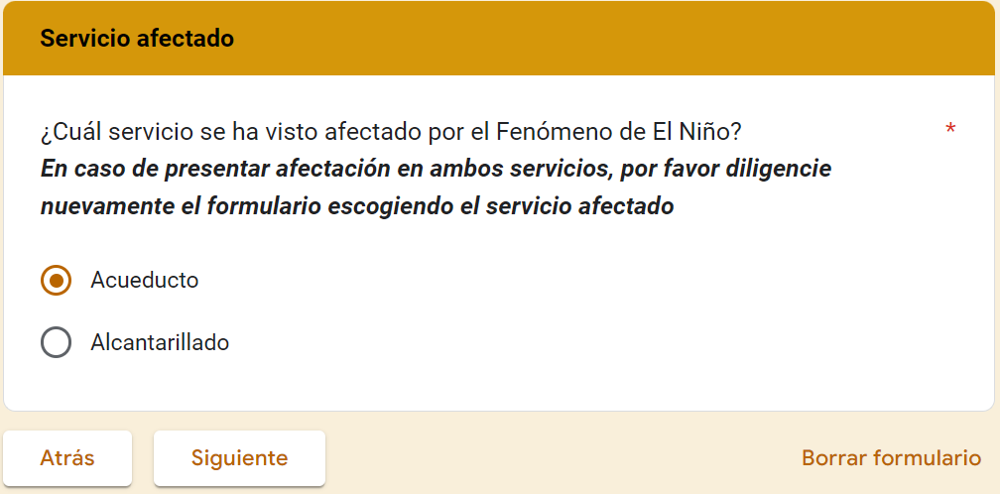 Servicio afectado
¿Cuál servicio se ha visto afectado por el Fenómeno de El Niño? *
En caso de presentar afectación en ambos servicios, por favor diligencie
nuevamente el formulario escogiendo el servicio afectado
Acueducto
Alcantarillado
Atrás Siguiente Borrar formulario